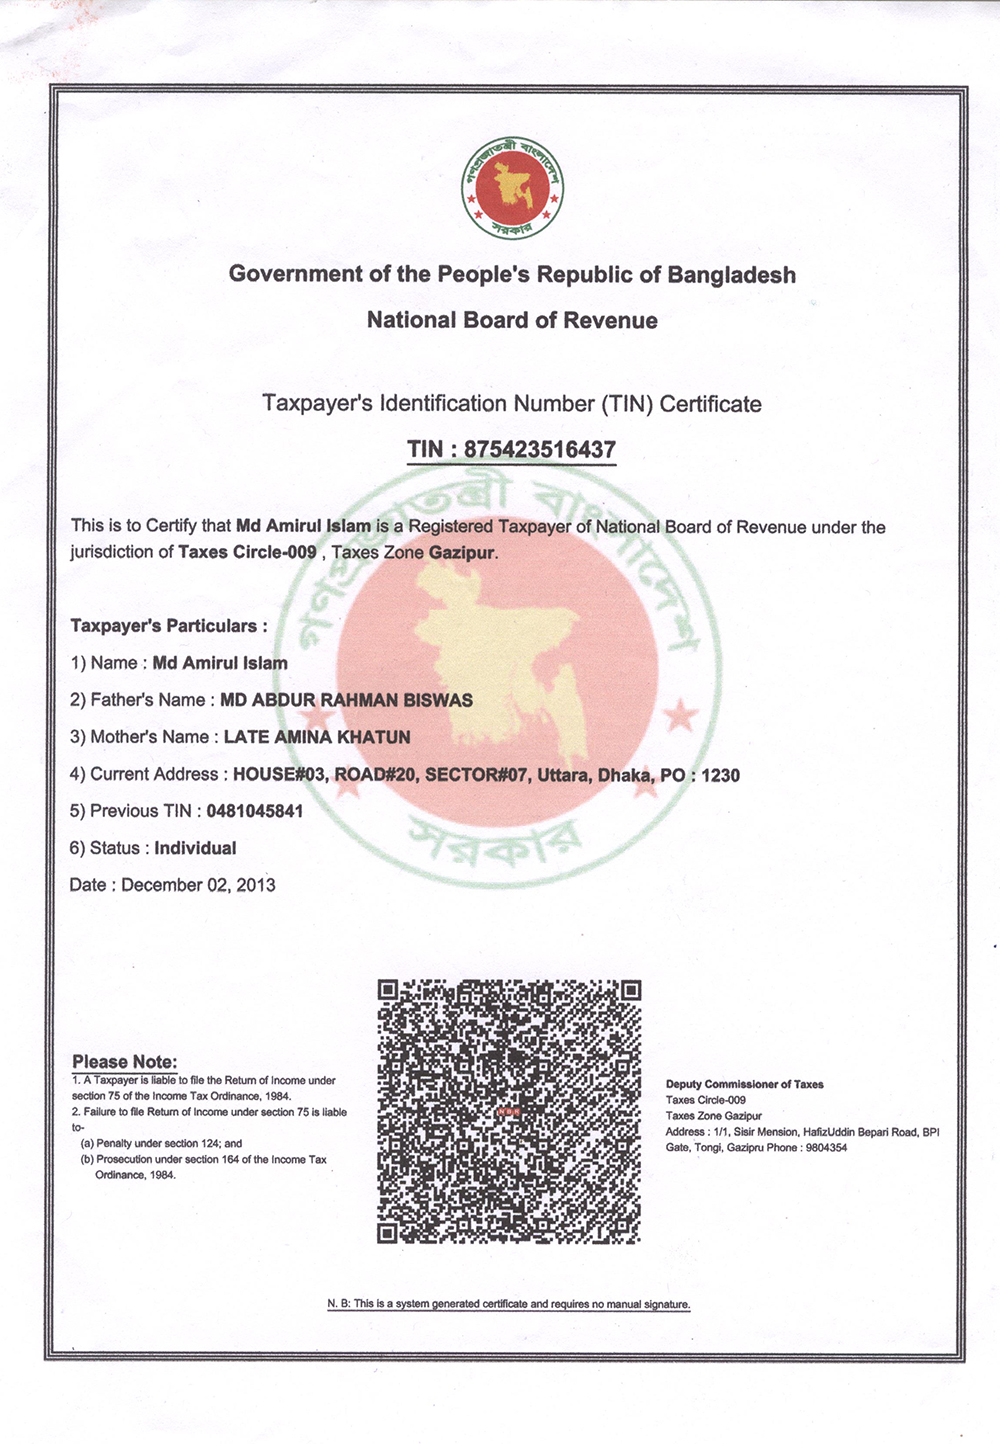 গণপ্রজাতন্ত্রী বাংলাদেশ
সরকার
Government of the People's Republic of Bangladesh
National Board of Revenue
Taxpayer's Identification Number (TIN) Certificate
TIN : 875423516437
গণপ্রজাতন্ত্রী বাংলাদেশ
This is to Certify that Md Amirul Islam is a Registered Taxpayer of National Board of Revenue under the
jurisdiction of Taxes Circle-009 , Taxes Zone Gazipur.
Taxpayer's Particulars :
1) Name : Md Amirul Islam
2) Father's Name : MD ABDUR RAHMAN BISWAS
3) Mother's Name : LATE AMINA KHATUN
4) Current Address : HOUSE#03, ROAD#20, SECTOR#07, Uttara, Dhaka, PO : 1230
5) Previous TIN : 0481045841
সরকার
6) Status : Individual
Date : December 02, 2013
Please Note:
1. A Taxpayer is liable to file the Return of Income under
section 75 of the Income Tax Ordinance, 1984.
2. Failure to file Return of Income under section 75 is liable
to-
(a) Penalty under section 124; and
(b) Prosecution under section 164 of the Income Tax
Ordinance, 1984.
NBR
Deputy Commissioner of Taxes
Taxes Circle-009
Taxes Zone Gazipur
Address : 1/1, Sisir Mension, HafizUddin Bepari Road, BPI
Gate, Tongi, Gazipru Phone : 9804354
N. B: This is a system generated certificate and requires no manual signature.